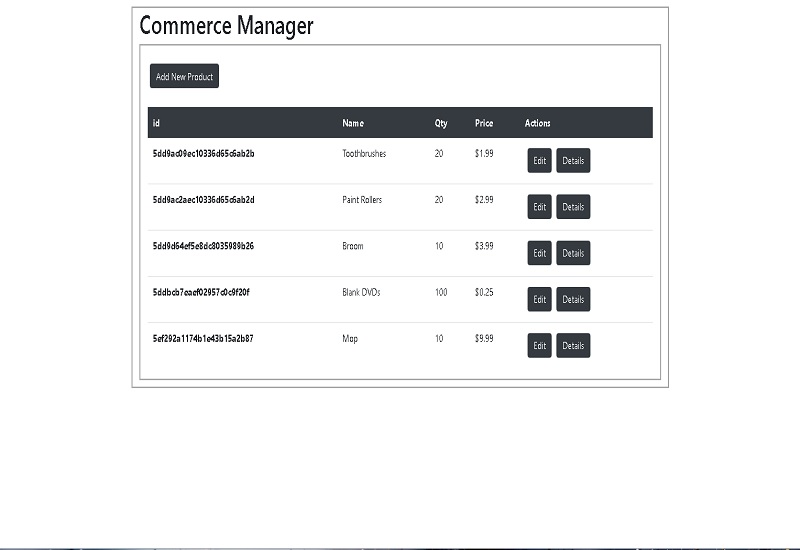 Commerce Manager
Add New Product
id Name Qty Price Actions
5dd9ac09ec10336d65c6ab2b Toothbrushes 20 $1.99 Edit Details
5dd9ac2aec10336d65c6ab2d Paint Rollers 20 $2.99 Edit Details
5dd9d64ef5e8dc8035989b26 Broom 10 $3.99 Edit Details
5ddbcb7eaef02957c0c9f20f Blank DVDs 100 $0.25 Edit Details
5ef292a1174b1e43b15a2b87 Mop 10 $9.99 Edit Details